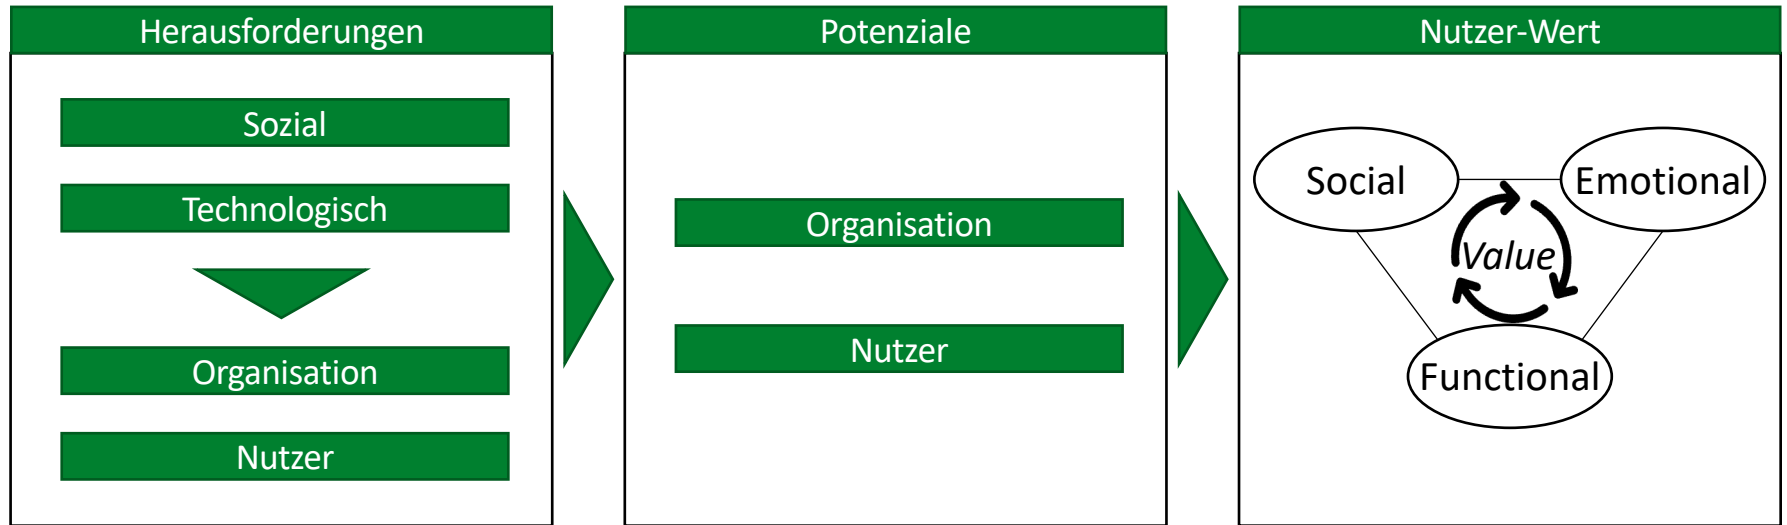 Herausforderungen
Sozial
Technologisch
Organisation
Nutzer
Potenziale
Organisation
Nutzer
Nutzer-Wert
Social
Emotional
Value
Functional